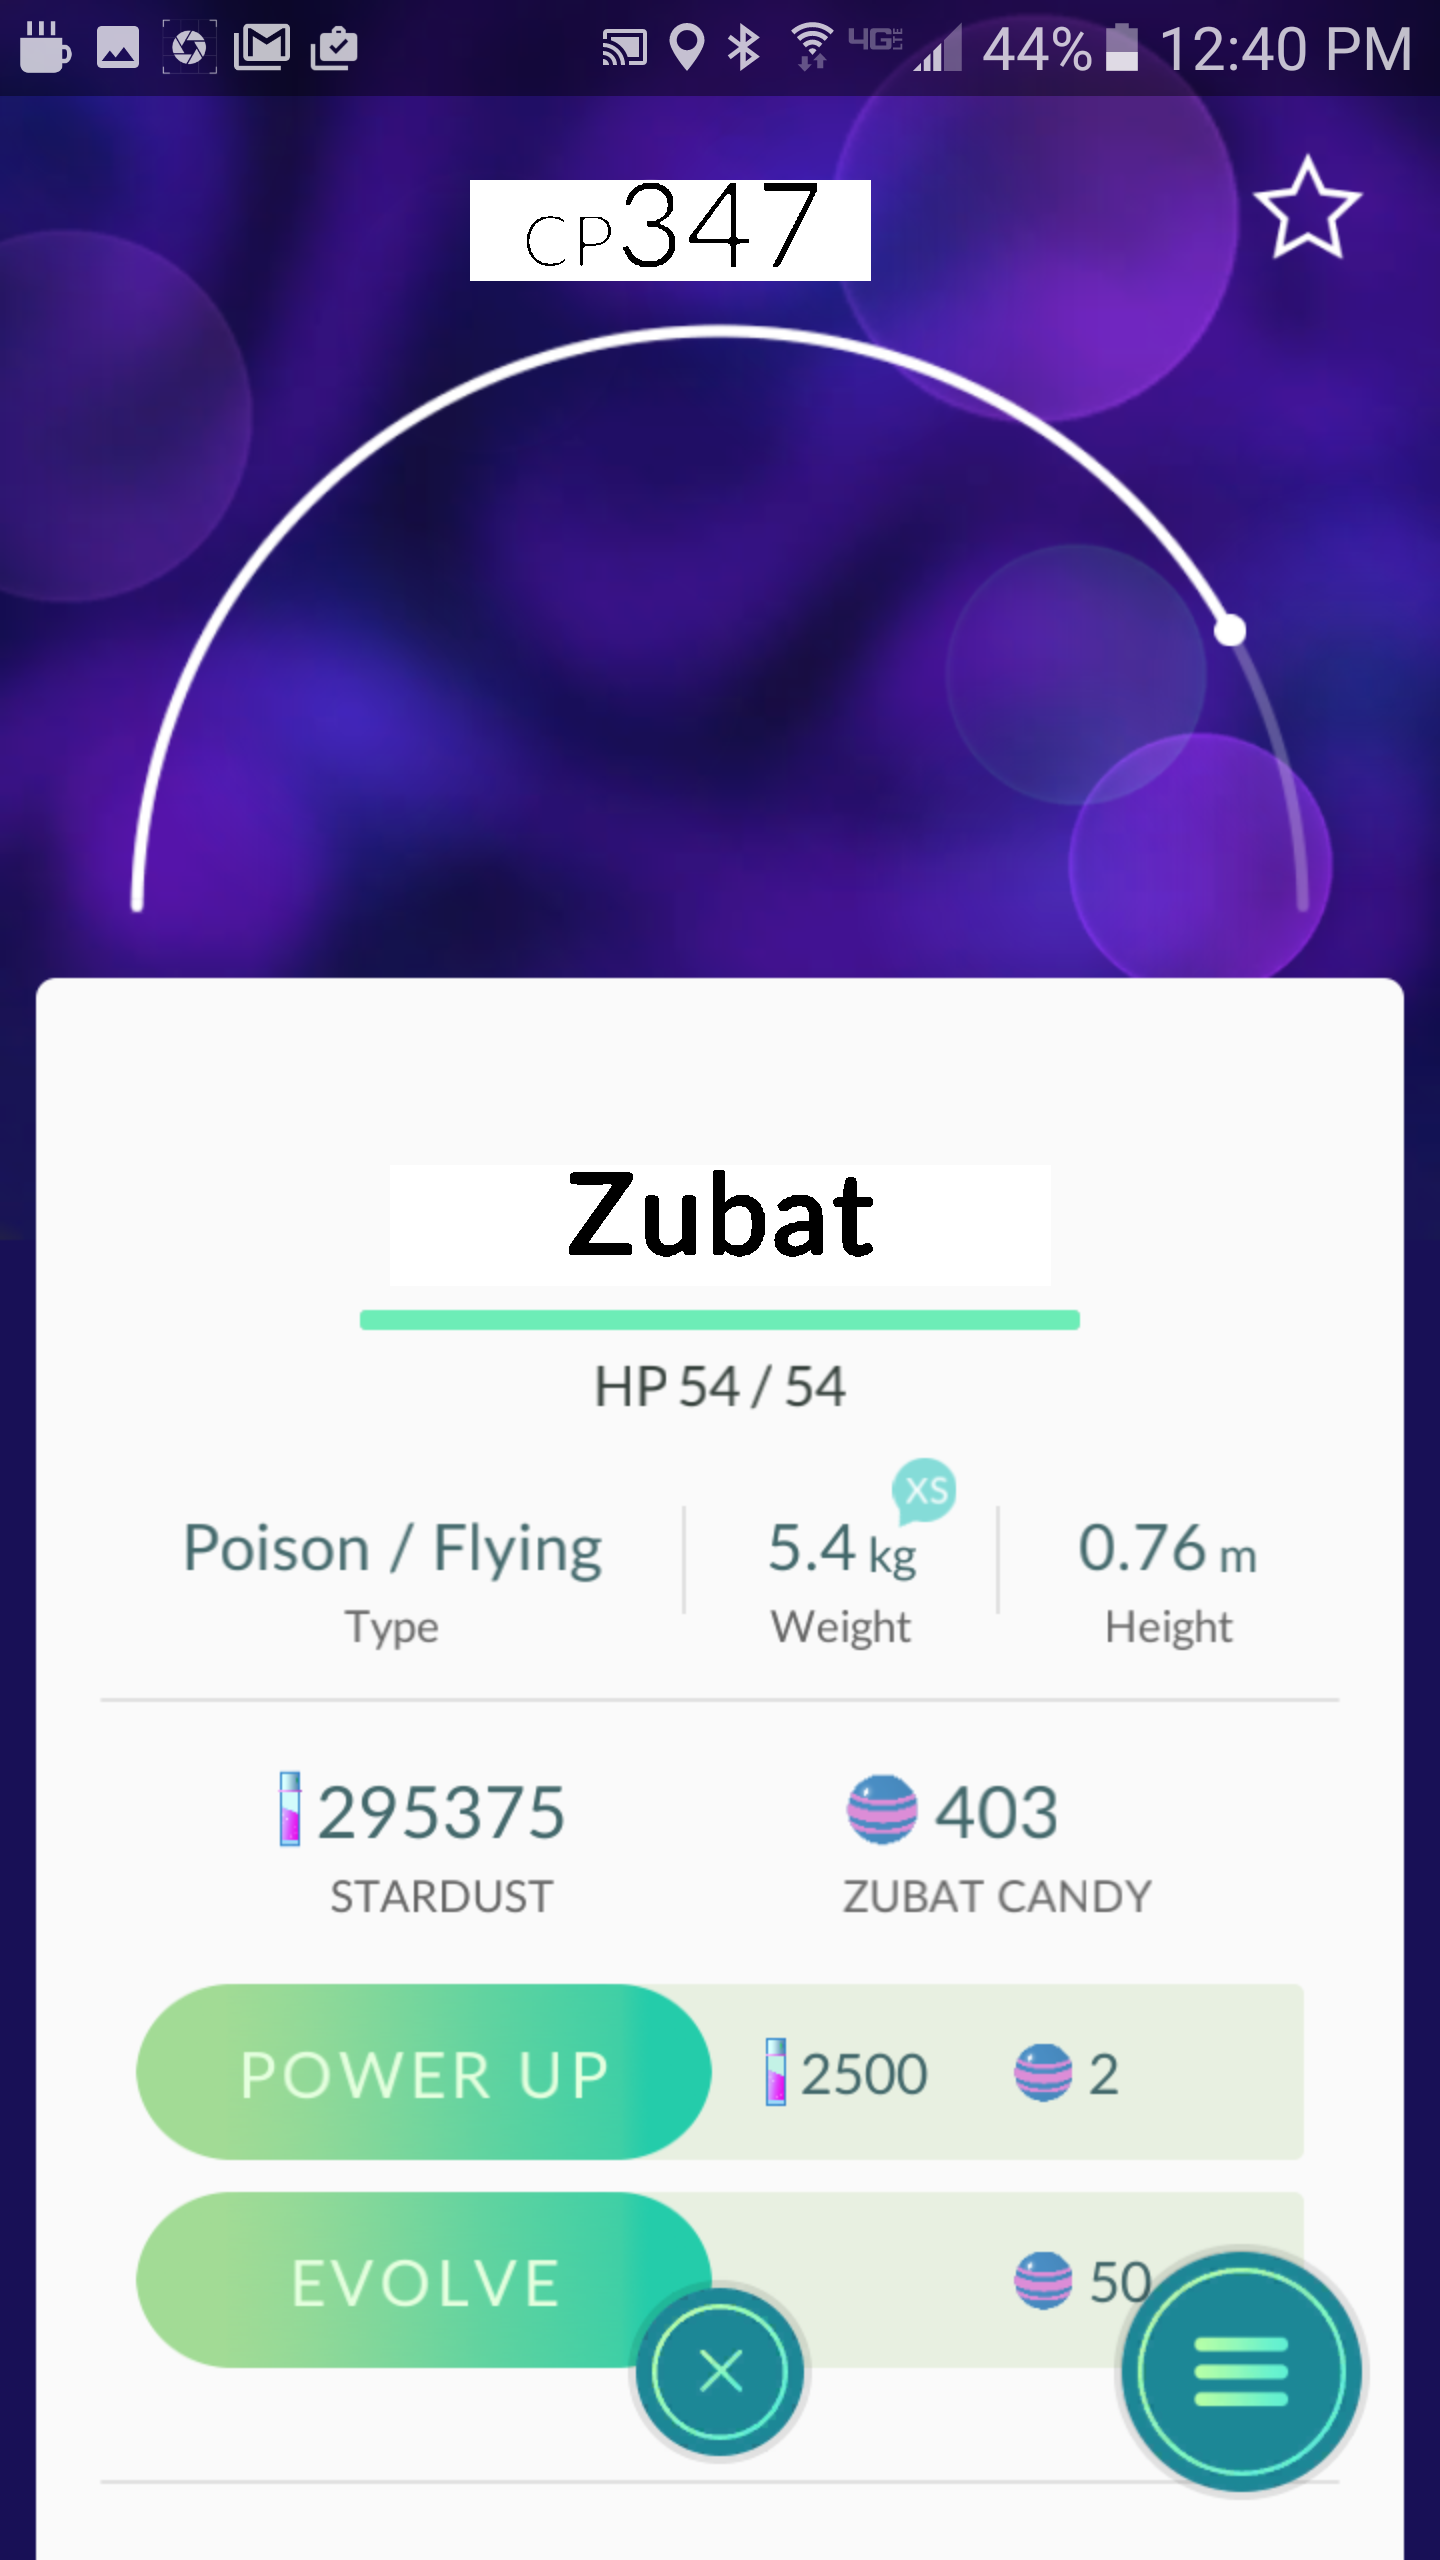 4G LTE 44% 12:40 PM
CP347
Zubat
HP 54 / 54
XS
Poison / Flying 5.4 kg 0.76 m
Type Weight Height
295375 403
STARDUST ZUBAT CANDY
POWER UP 2500 2
EVOLVE 50